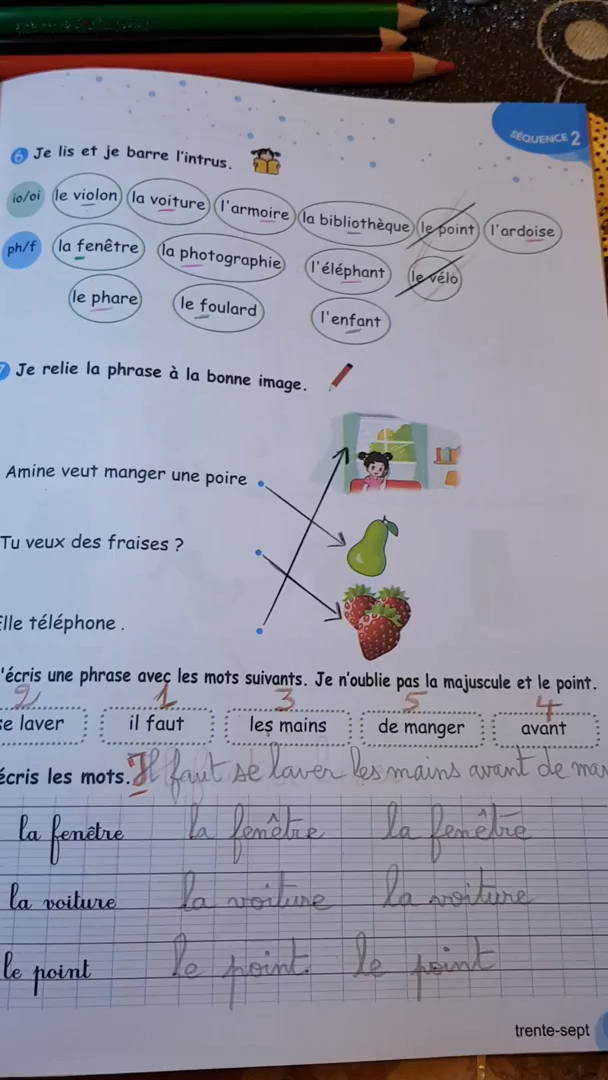 SÉQUENCE 2
6 Je lis et je barre l'intrus.
io/oi le violon la voiture l'armoire la bibliothèque le point l'ardoise
ph/f la fenêtre la photographie l'éléphant le vélo
le phare le foulard l'enfant
7 Je relie la phrase à la bonne image.
Amine veut manger une poire
Tu veux des fraises ?
Elle téléphone .
'écris une phrase avec les mots suivants. Je n'oublie pas la majuscule et le point.
2 1 3 5 4
se laver il faut les mains de manger avant
écris les mots. Il faut se laver les mains avant de man
la fenêtre la fenêtre la fenêtre
la voiture la voiture la voiture
le point le point le point
trente-sept